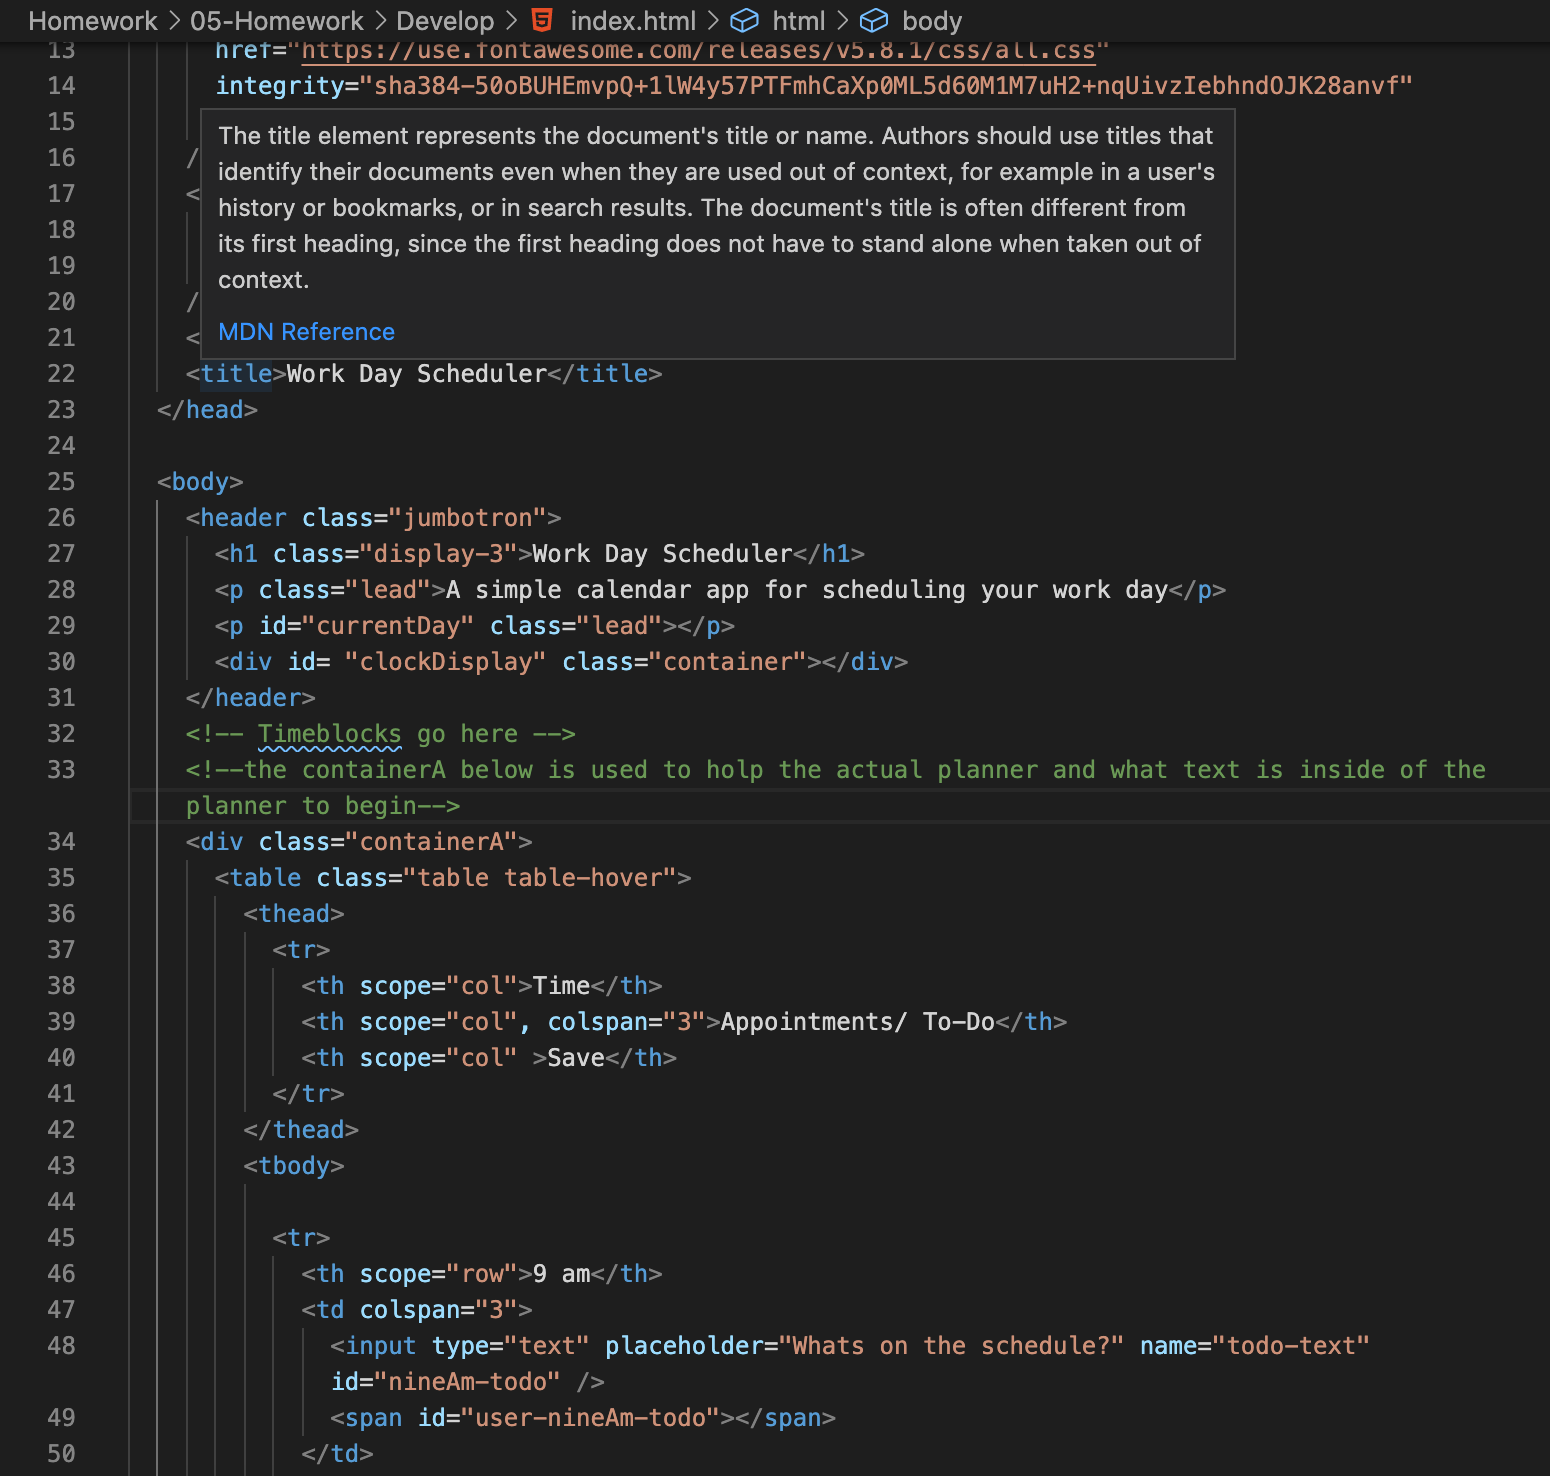 Homework > 05-Homework > Develop > index.html > html > body
13 href="https://use.fontawesome.com/releases/v5.8.1/css/all.css"
14 integrity="sha384-50oBUHEmvpQ+1lW4y57PTFmhCaXp0ML5d60M1M7uH2+nqUivzIebhndOJK28anvf"
15
The title element represents the document's title or name. Authors should use titles that
16 /
identify their documents even when they are used out of context, for example in a user's
17 <
history or bookmarks, or in search results. The document's title is often different from
18
its first heading, since the first heading does not have to stand alone when taken out of
19
context.
20 /
21 <
MDN Reference
22 <title>Work Day Scheduler</title>
23 </head>
24
25 <body>
26 <header class="jumbotron">
27 <h1 class="display-3">Work Day Scheduler</h1>
28 <p class="lead">A simple calendar app for scheduling your work day</p>
29 <p id="currentDay" class="lead"></p>
30 <div id= "clockDisplay" class="container"></div>
31 </header>
32 <!-- Timeblocks go here -->
33 <!--the containerA below is used to holp the actual planner and what text is inside of the
planner to begin-->
34 <div class="containerA">
35 <table class="table table-hover">
36 <thead>
37 <tr>
38 <th scope="col">Time</th>
39 <th scope="col", colspan="3">Appointments/ To-Do</th>
40 <th scope="col" >Save</th>
41 </tr>
42 </thead>
43 <tbody>
44
45 <tr>
46 <th scope="row">9 am</th>
47 <td colspan="3">
48 <input type="text" placeholder="Whats on the schedule?" name="todo-text"
id="nineAm-todo" />
49 <span id="user-nineAm-todo"></span>
50 </td>